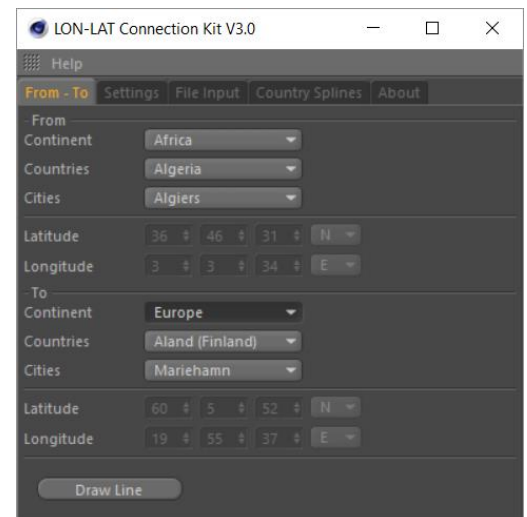 LON-LAT Connection Kit V3.0
Help
From - To Settings File Input Country Splines About
From
Continent Africa
Countries Algeria
Cities Algiers
Latitude 36 46 31 N
Longitude 3 3 34 E
To
Continent Europe
Countries Aland (Finland)
Cities Mariehamn
Latitude 60 5 52 N
Longitude 19 55 37 E
Draw Line